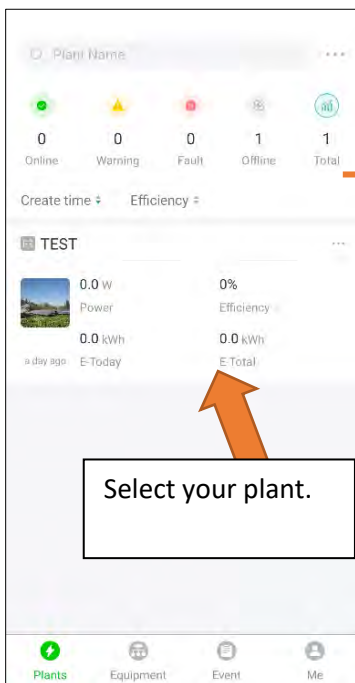 Plant Name
0 0 0 1 1
Online Warning Fault Offline Total
Create time Efficiency
TEST
0.0 W 0%
Power Efficiency
0.0 kWh 0.0 kWh
a day ago E-Today E-Total
Select your plant.
Plants Equipment Event Me